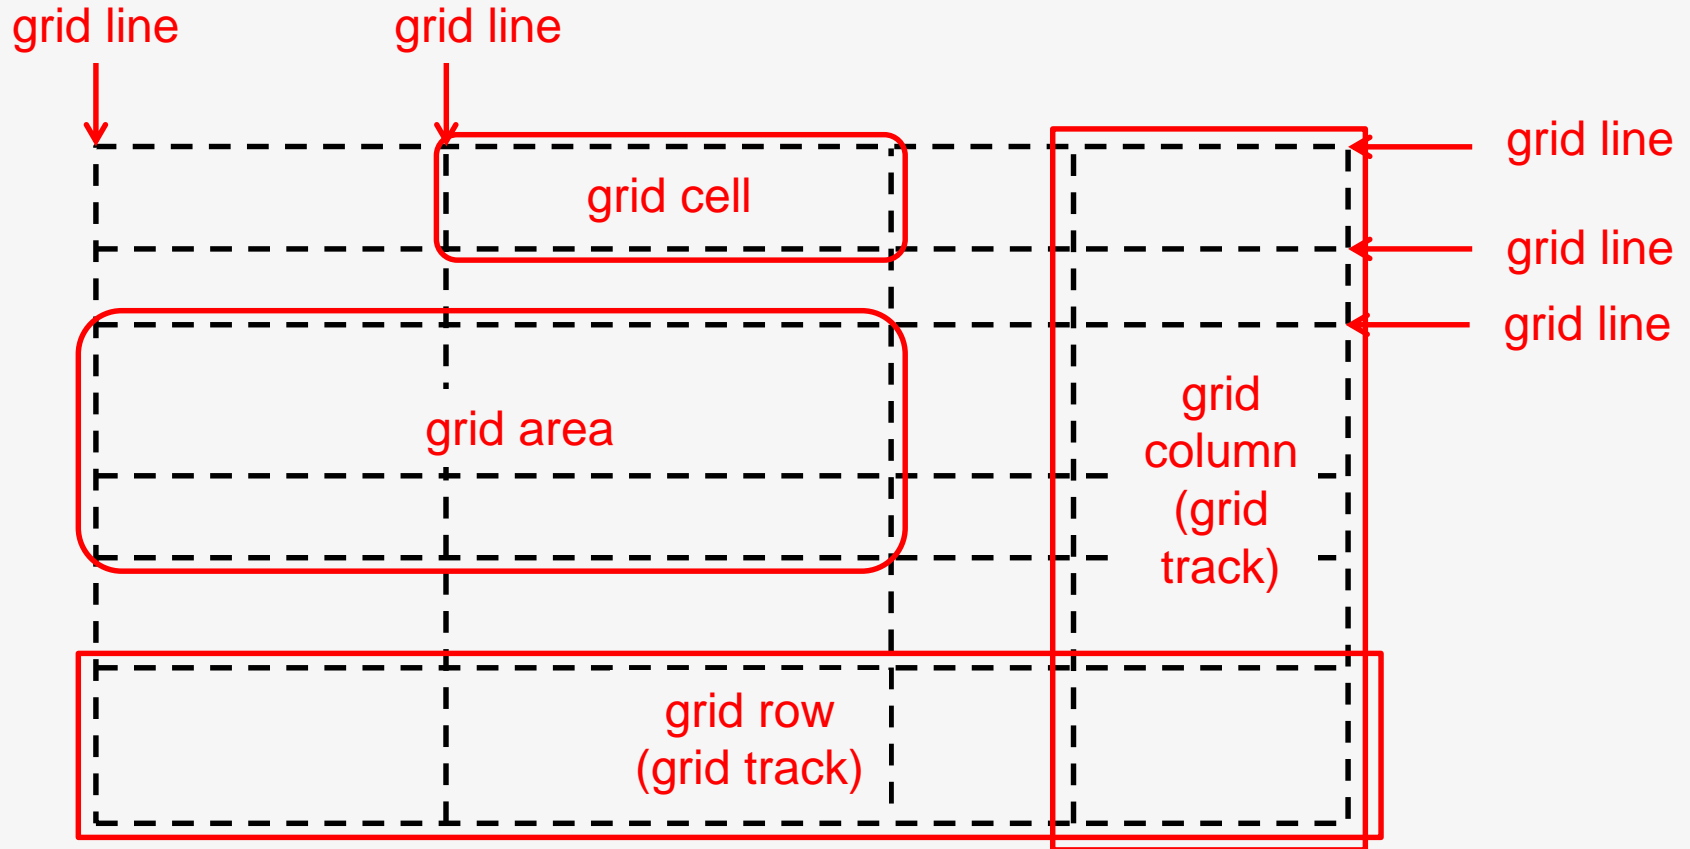 grid line
grid line
grid line
grid cell
grid line
grid line
grid area
grid
column
(grid
track)
grid row
(grid track)